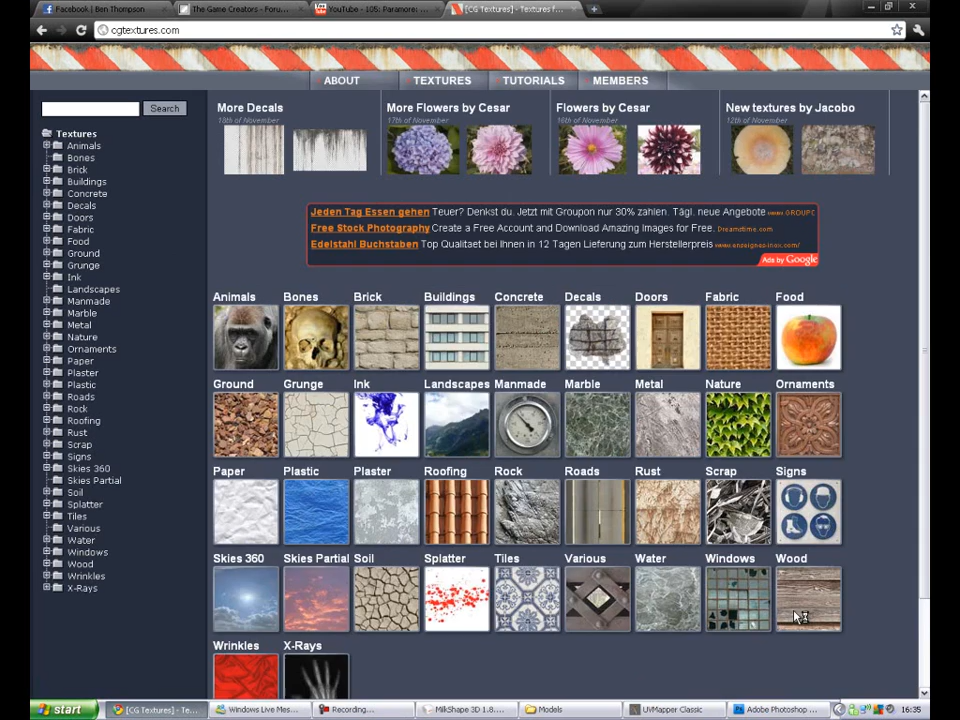 Facebook | Ben Thompson
The Game Creators - Foru...
YouTube - 105: Paramore: ...
[CG Textures] - Textures f...
cgtextures.com
ABOUT
TEXTURES
TUTORIALS
MEMBERS
Search
Textures
Animals
Bones
Brick
Buildings
Concrete
Decals
Doors
Fabric
Food
Ground
Grunge
Ink
Landscapes
Manmade
Marble
Metal
Nature
Ornaments
Paper
Plaster
Plastic
Roads
Rock
Roofing
Rust
Scrap
Signs
Skies 360
Skies Partial
Soil
Splatter
Tiles
Various
Water
Windows
Wood
Wrinkles
X-Rays
More Decals
18th of November
More Flowers by Cesar
Flowers by Cesar
16th of November
New textures by Jacobo
12th of November
Jeden Tag Essen gehen Teuer? Denkst du. Jetzt mit Groupon nur 30% zahlen. Tägl. neue Angebote www.GROUPC
Free Stock Photography Create a Free Account and Download Amazing Images for Free. Dreamstime.com
Edelstahl Buchstaben Top Qualitaet bei Ihnen in 12 Tagen Lieferung zum Herstellerpreis www.anzeigen-inox.com/
Ads by Google
Animals Bones Brick Buildings Concrete Decals Doors Fabric Food
Ground Grunge Ink Landscapes Manmade Marble Metal Nature Ornaments
Paper Plastic Plaster Roofing Rock Roads Rust Scrap Signs
Skies 360 Skies Partial Soil Splatter Tiles Various Water Windows Wood
Wrinkles X-Rays
start
[CG Textures] - Te...
Windows Live Mes...
Recording...
MilkShape 3D 1.8....
Models
UVMapper Classic
Adobe Photoshop ...
16:35